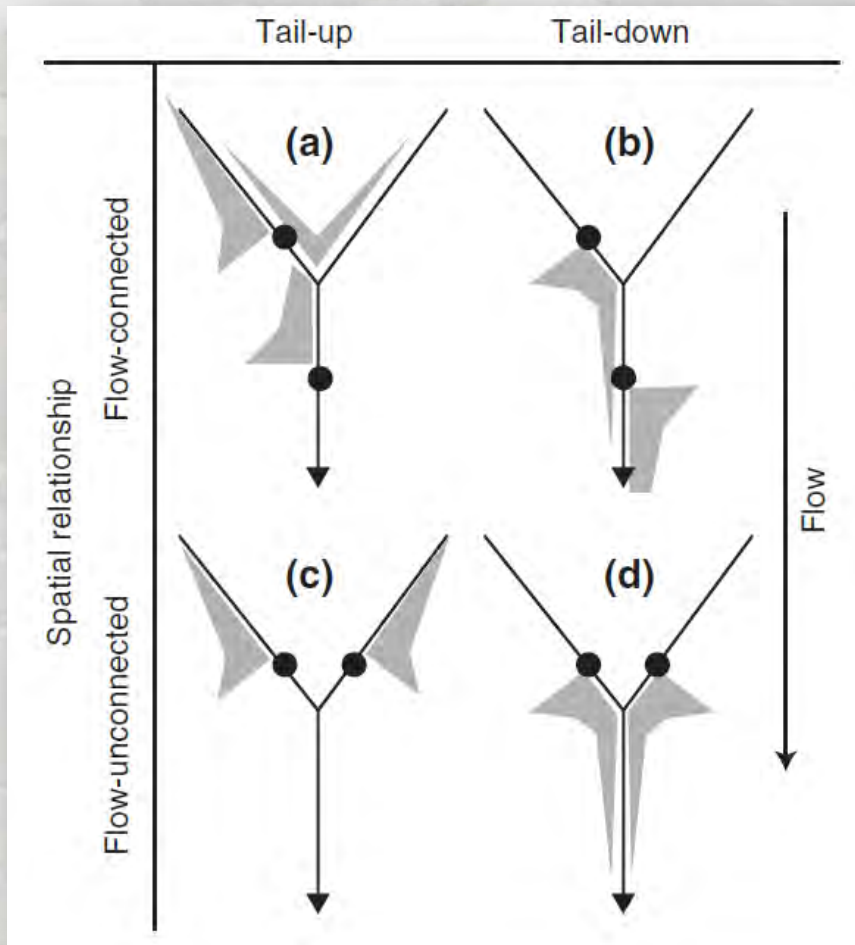 Tail-up
Tail-down
(a)
(b)
Flow-connected
Spatial relationship
Flow
(c)
(d)
Flow-unconnected